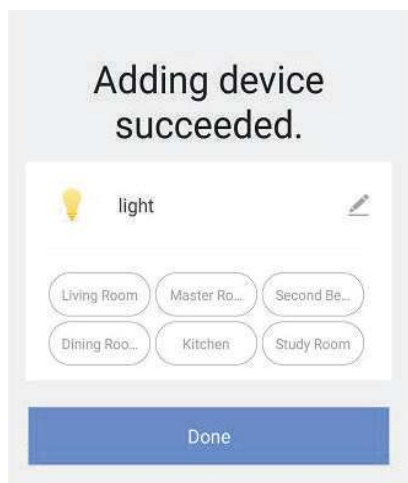 Adding device
succeeded.
light
Living Room
Master Ro...
Second Be...
Dining Roo...
Kitchen
Study Room
Done